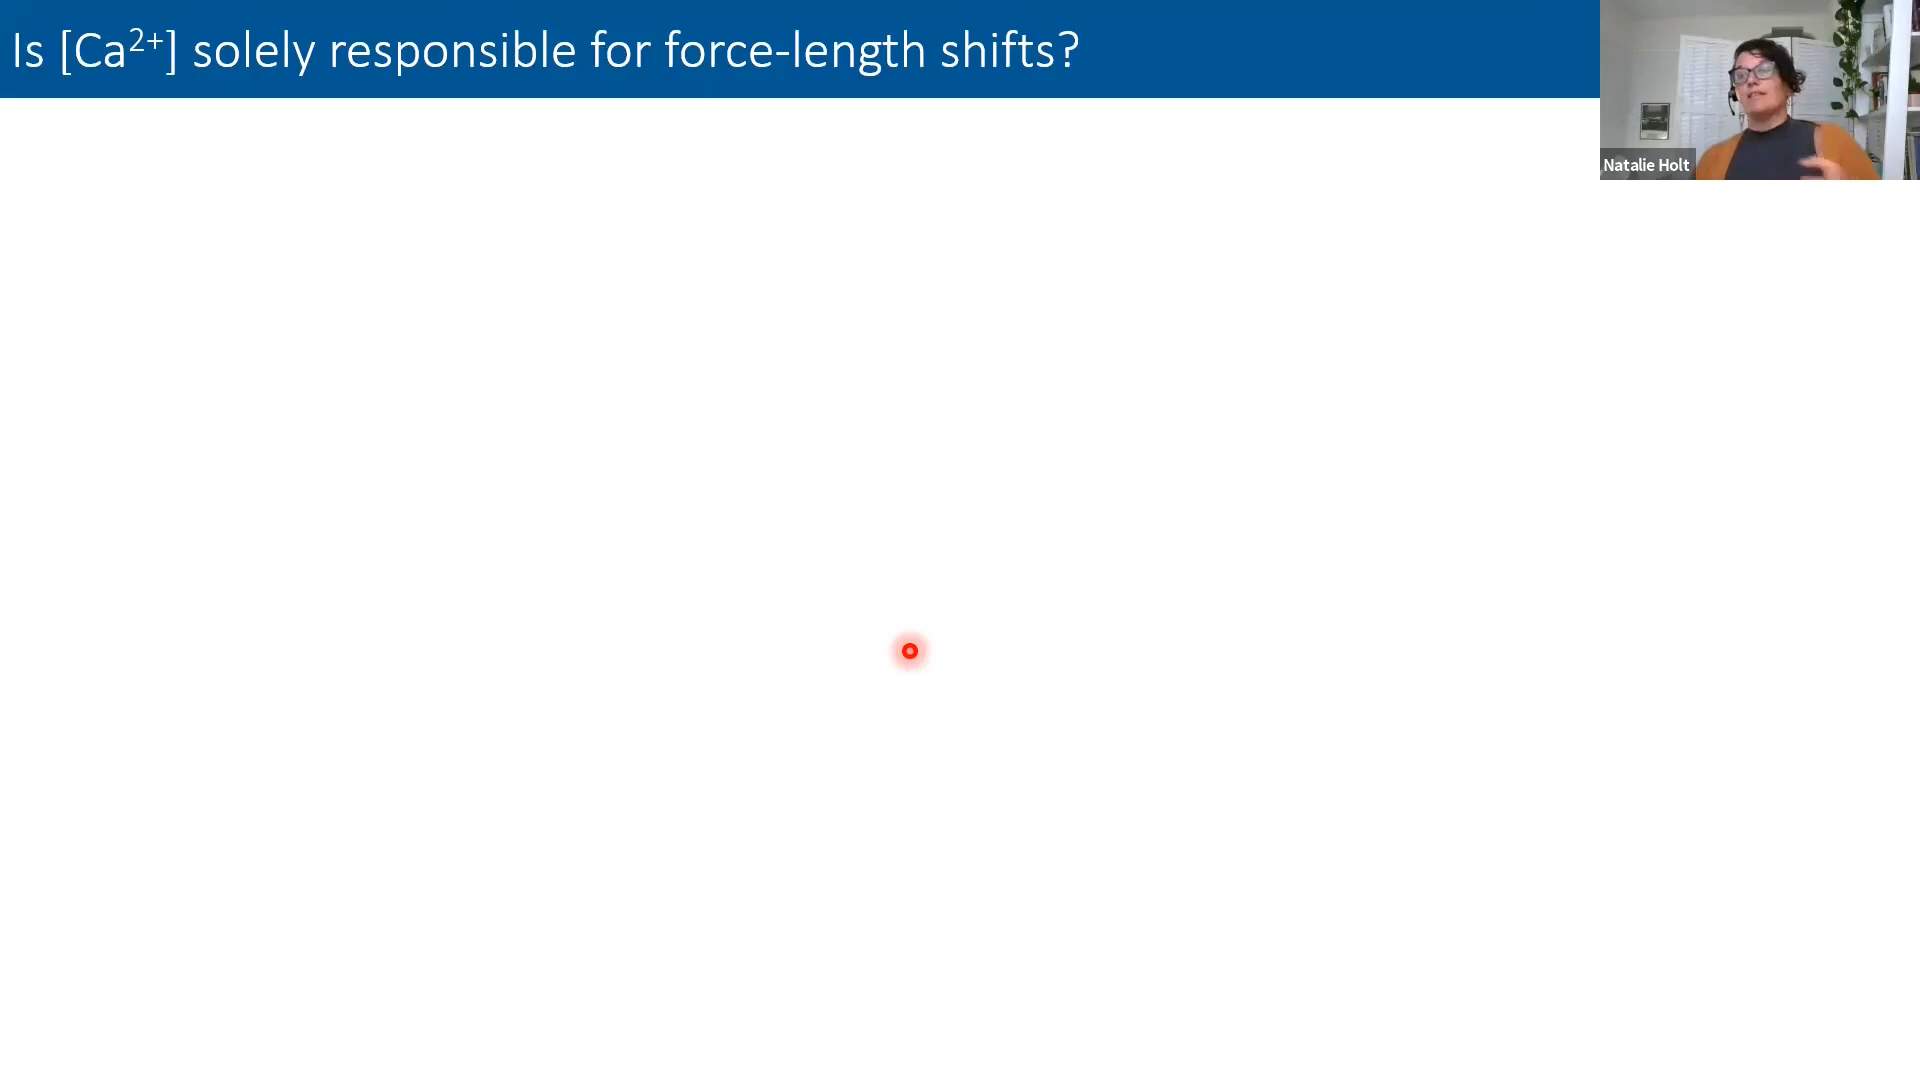 Is [Ca²⁺] solely responsible for force-length shifts?
Natalie Holt